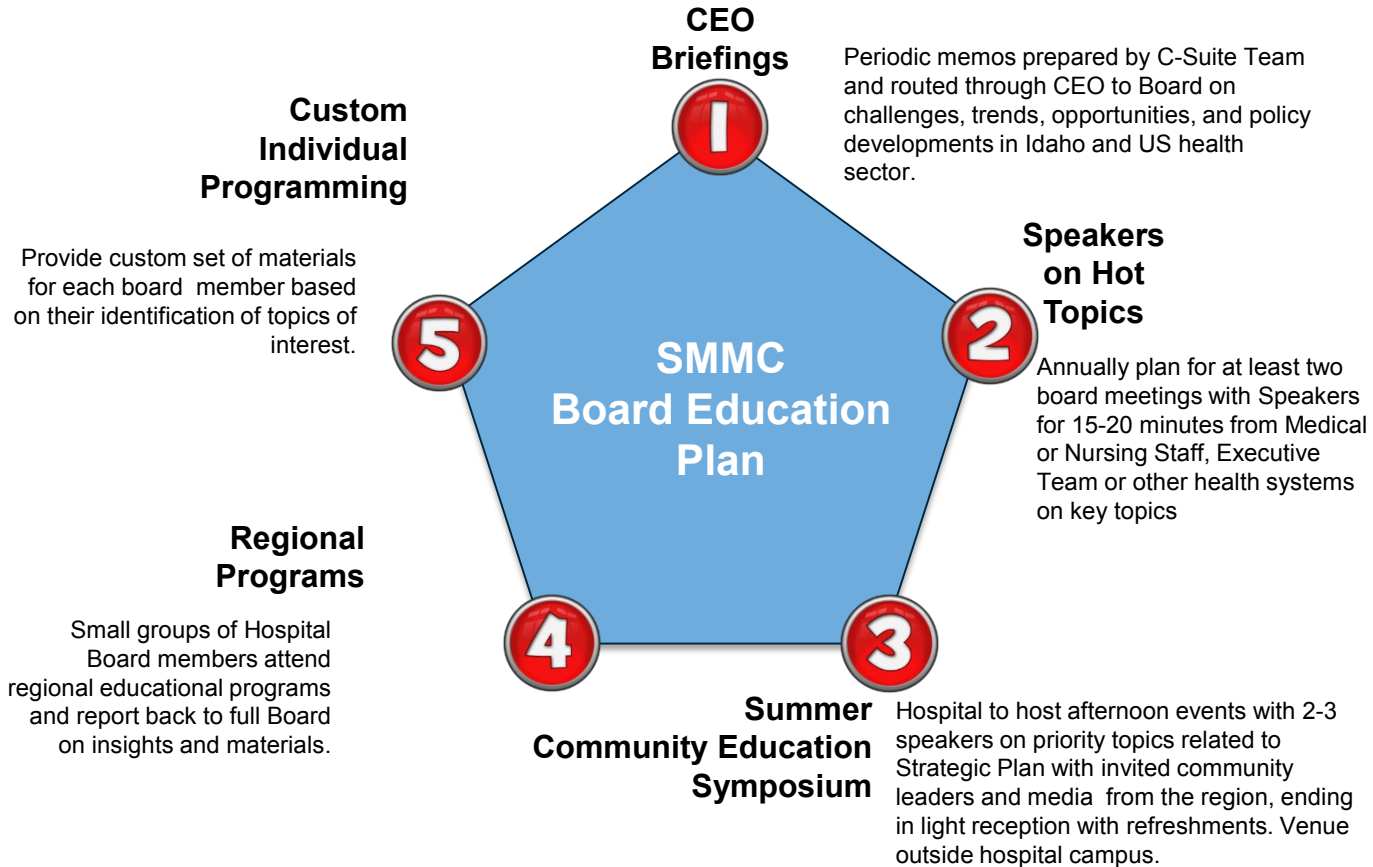 CEO
Briefings
1
Periodic memos prepared by C-Suite Team
and routed through CEO to Board on
challenges, trends, opportunities, and policy
developments in Idaho and US health
sector.
Speakers
on Hot
Topics
2
Annually plan for at least two
board meetings with Speakers
for 15-20 minutes from Medical
or Nursing Staff, Executive
Team or other health systems
on key topics
3
Summer
Community Education
Symposium
Hospital to host afternoon events with 2-3
speakers on priority topics related to
Strategic Plan with invited community
leaders and media from the region, ending
in light reception with refreshments. Venue
outside hospital campus.
Regional
Programs
4
Small groups of Hospital
Board members attend
regional educational programs
and report back to full Board
on insights and materials.
Custom
Individual
Programming
5
Provide custom set of materials
for each board member based
on their identification of topics of
interest.
SMMC
Board Education
Plan